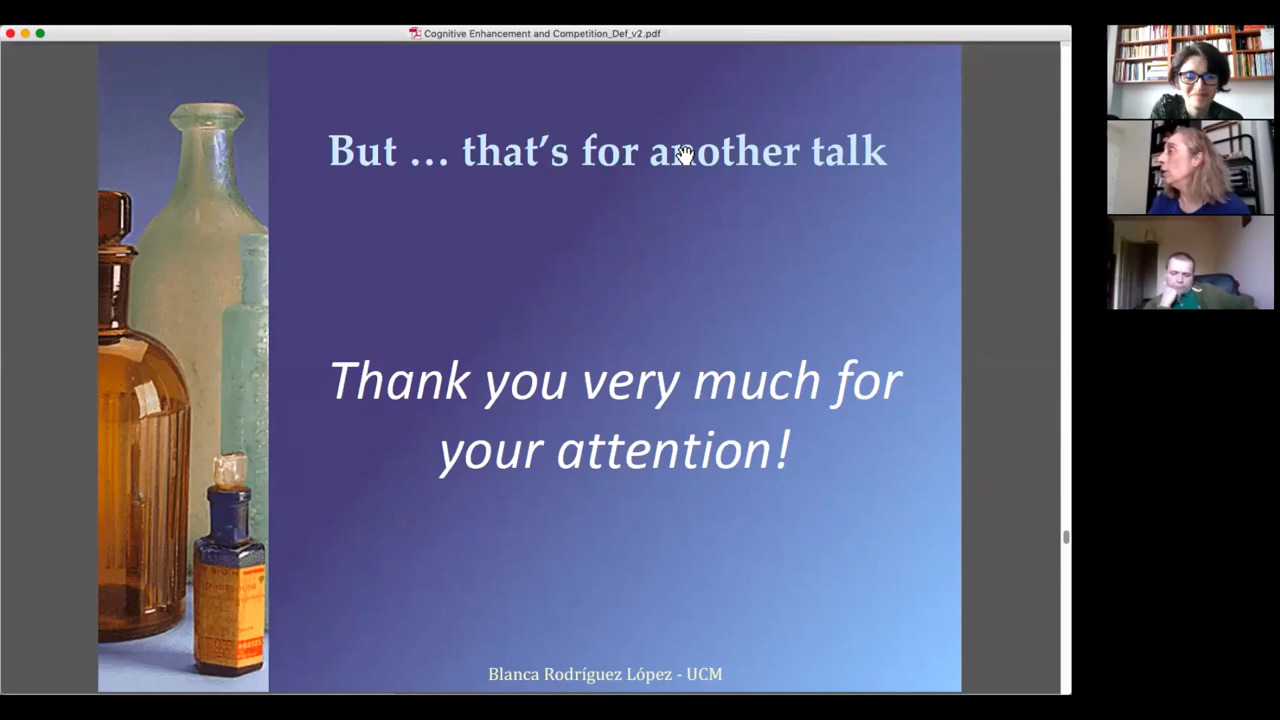 Cognitive Enhancement and Competition_Def_v2.pdf
But … that's for another talk
Thank you very much for
your attention!
Blanca Rodríguez López - UCM